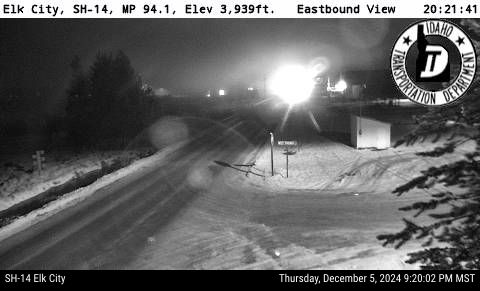 Elk City, SH-14, MP 94.1, Elev 3,939ft. Eastbound View 20:21:41
IDAHO
TRANSPORTATION DEPARTMENT
SH-14 Elk City Thursday, December 5, 2024 9:20:02 PM MST